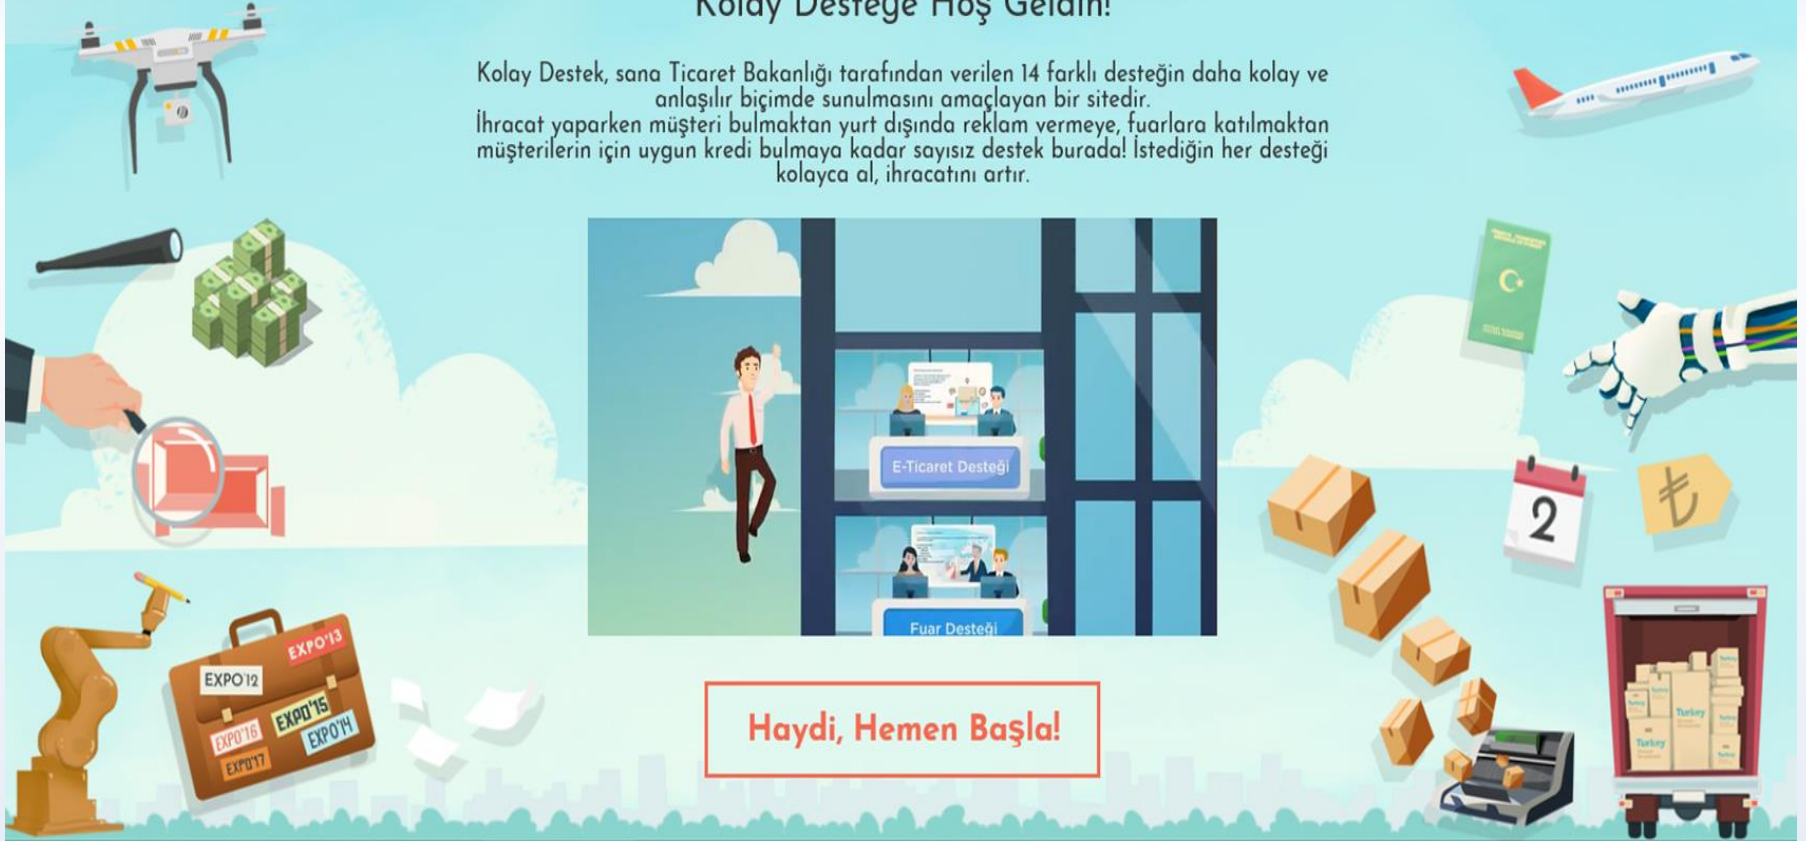 Kolay Desteğe Hoş Geldin!
Kolay Destek, sana Ticaret Bakanlığı tarafından verilen 14 farklı desteğin daha kolay ve
anlaşılır biçimde sunulmasını amaçlayan bir sitedir.
İhracat yaparken müşteri bulmaktan yurt dışında reklam vermeye, fuarlara katılmaktan
müşterilerin için uygun kredi bulmaya kadar sayısız destek burada! İstediğin her desteği
kolayca al, ihracatını artır.
E-Ticaret Desteği
Fuar Desteği
2
₺
EXPO'13
EXPO'12
EXPO'15
EXPO'16
EXPO'14
EXPO'17
Haydi, Hemen Başla!
Turkey
Turkey